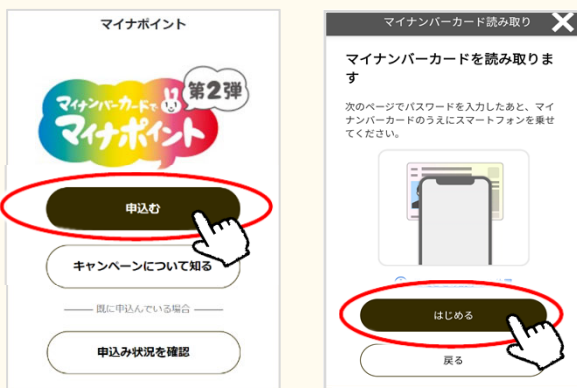 マイナポイント
マイナンバーカードで
マイナポイント
第2弾
申込む
キャンペーンについて知る
既に申込んでいる場合
申込み状況を確認
マイナンバーカード読み取り
マイナンバーカードを読み取りま
す
次のページでパスワードを入力したあと、マイ
ナンバーカードのうえにスマートフォンを乗せ
てください。
はじめる
戻る